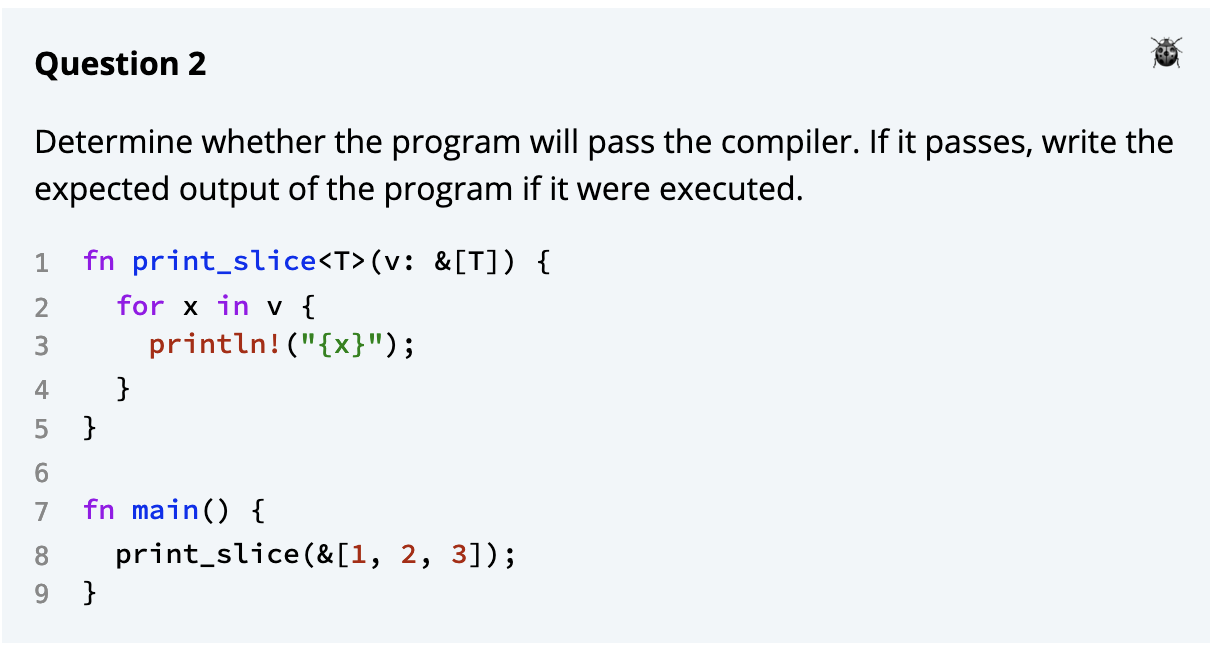 Question 2
Determine whether the program will pass the compiler. If it passes, write the
expected output of the program if it were executed.
1 fn print_slice<T>(v: &[T]) {
2   for x in v {
3     println!("{x}");
4   }
5 }
6
7 fn main() {
8   print_slice(&[1, 2, 3]);
9 }